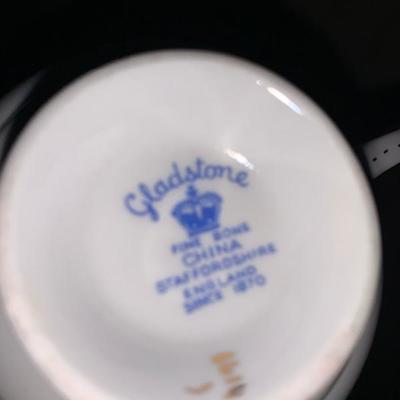 Gladstone
FINE BONE
CHINA
STAFFORDSHIRE
ENGLAND
SINCE 1870